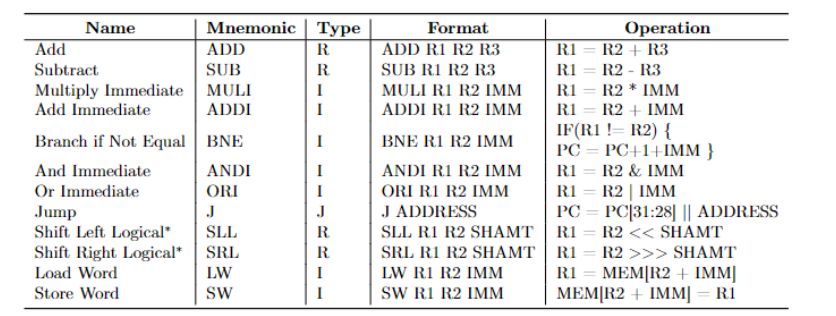 Name Mnemonic Type Format Operation
Add ADD R ADD R1 R2 R3 R1 = R2 + R3
Subtract SUB R SUB R1 R2 R3 R1 = R2 - R3
Multiply Immediate MULI I MULI R1 R2 IMM R1 = R2 * IMM
Add Immediate ADDI I ADDI R1 R2 IMM R1 = R2 + IMM
Branch if Not Equal BNE I BNE R1 R2 IMM IF(R1 != R2) {
PC = PC+1+IMM }
And Immediate ANDI I ANDI R1 R2 IMM R1 = R2 & IMM
Or Immediate ORI I ORI R1 R2 IMM R1 = R2 | IMM
Jump J J J ADDRESS PC = PC[31:28] || ADDRESS
Shift Left Logical* SLL R SLL R1 R2 SHAMT R1 = R2 << SHAMT
Shift Right Logical* SRL R SRL R1 R2 SHAMT R1 = R2 >>> SHAMT
Load Word LW I LW R1 R2 IMM R1 = MEM[R2 + IMM]
Store Word SW I SW R1 R2 IMM MEM[R2 + IMM] = R1